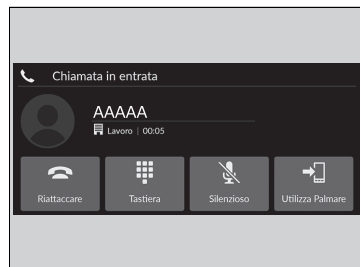 Chiamata in entrata
AAAAA
Lavoro | 00:05
Riattaccare
Tastiera
Silenzioso
Utilizza Palmare